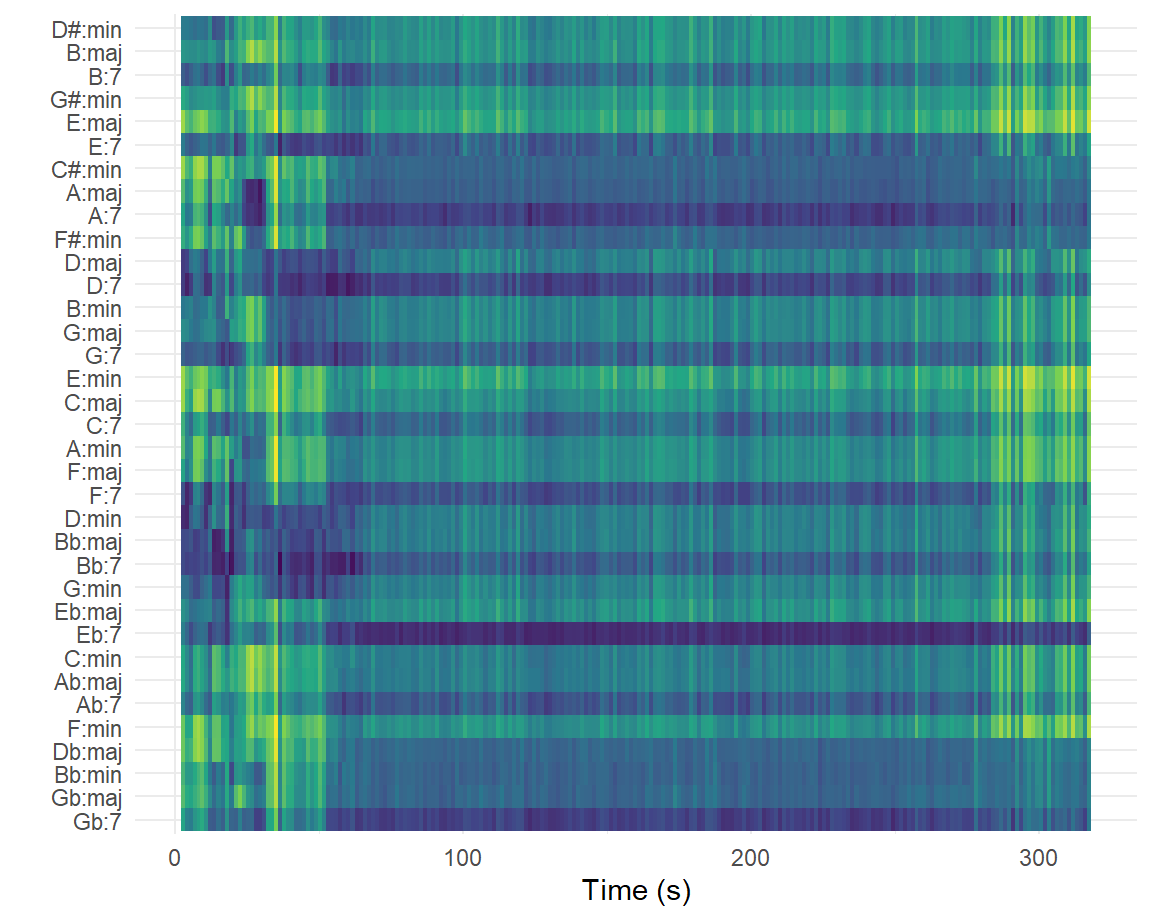 D#:min
B:maj
B:7
G#:min
E:maj
E:7
C#:min
A:maj
A:7
F#:min
D:maj
D:7
B:min
G:maj
G:7
E:min
C:maj
C:7
A:min
F:maj
F:7
D:min
Bb:maj
Bb:7
G:min
Eb:maj
Eb:7
C:min
Ab:maj
Ab:7
F:min
Db:maj
Bb:min
Gb:maj
Gb:7
0 100 200 300
Time (s)